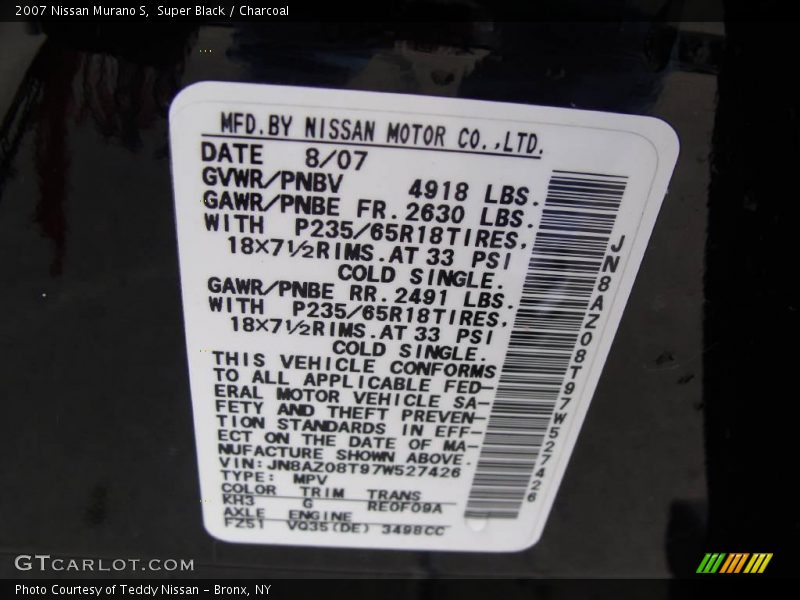 2007 Nissan Murano S,  Super Black / Charcoal
MFD.BY NISSAN MOTOR CO.,LTD.
DATE 8/07
GVWR/PNBV 4918 LBS.
GAWR/PNBE FR.2630 LBS.
WITH P235/65R18TIRES,
18×7½RIMS.AT 33 PSI
COLD SINGLE.
GAWR/PNBE RR.2491 LBS.
WITH P235/65R18TIRES,
18×7½RIMS.AT 33 PSI
COLD SINGLE.
THIS VEHICLE CONFORMS
TO ALL APPLICABLE FED-
ERAL MOTOR VEHICLE SA-
FETY AND THEFT PREVEN-
TION STANDARDS IN EFF-
ECT ON THE DATE OF MA-
NUFACTURE SHOWN ABOVE.
VIN:JN8AZ08T97W527426
TYPE: MPV
COLOR TRIM TRANS
KH3 G RE0F09A
AXLE ENGINE
FZ51 VQ35(DE) 3498CC
JN8AZ08T97W527426
GTCARLOT.COM
Photo Courtesy of Teddy Nissan - Bronx, NY